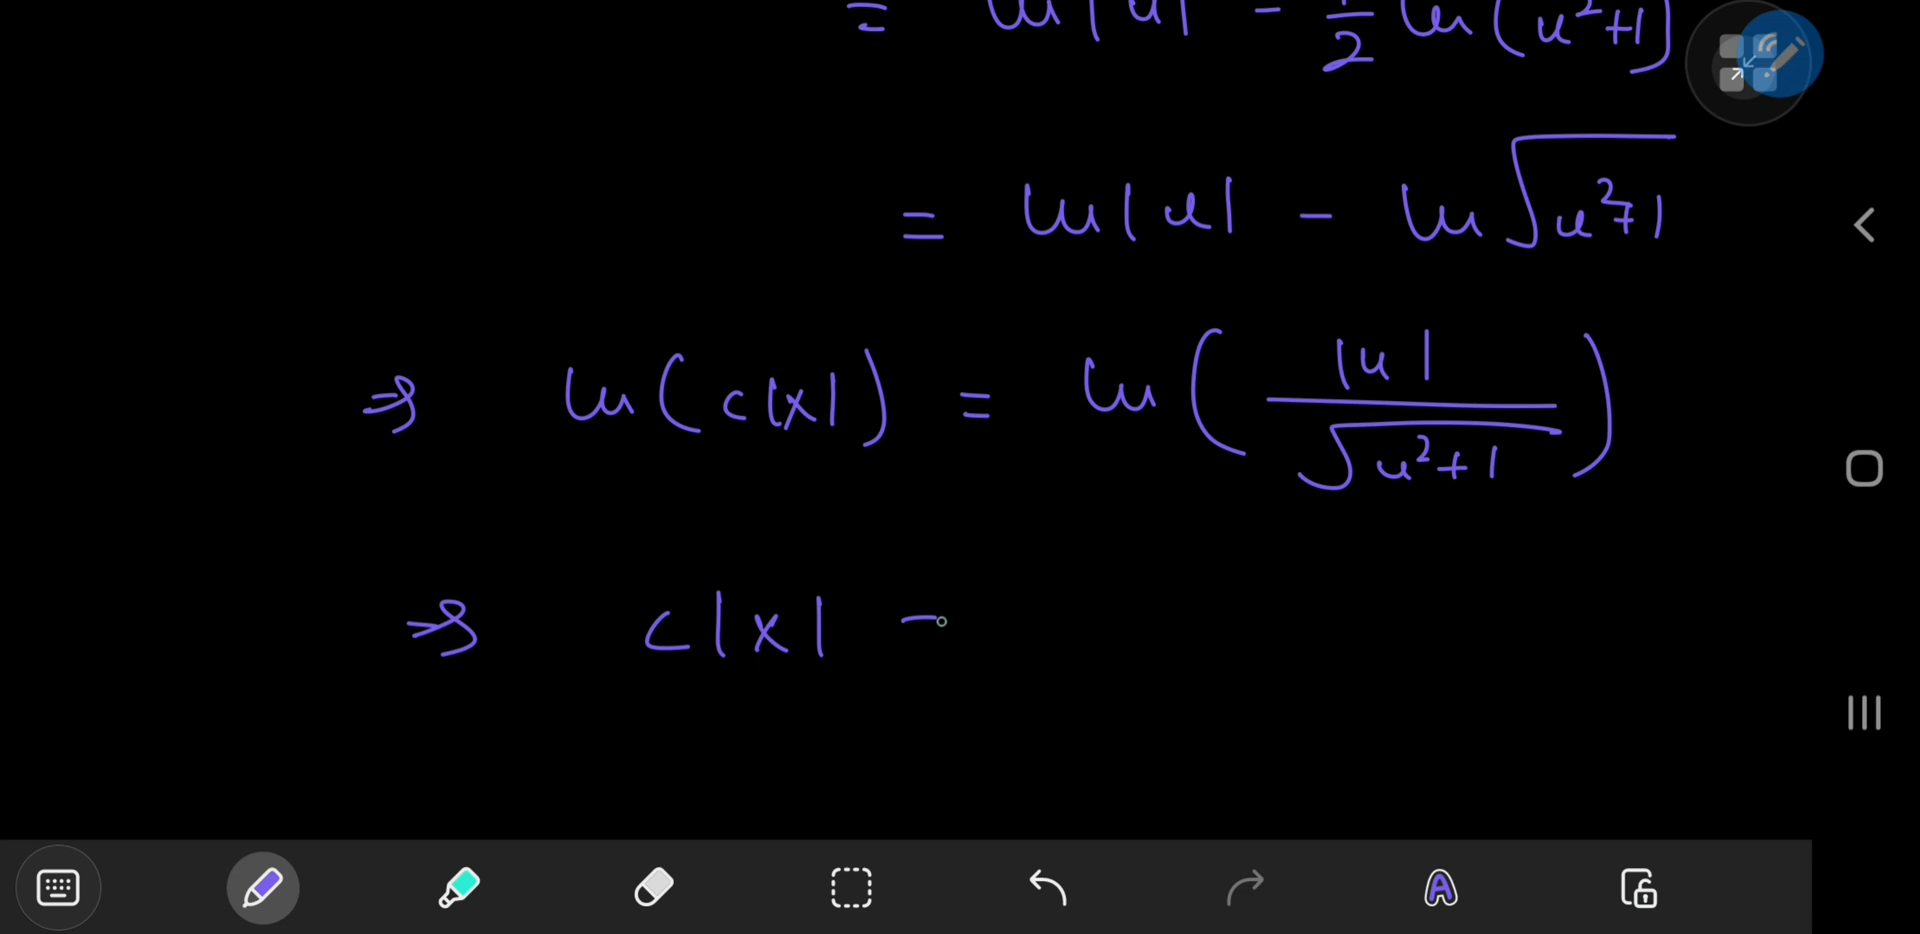 = ln|u| - 1/2 ln(u²+1)
= ln|u| - ln√(u²+1)
⇒ ln(c|x|) = ln(|u|/√(u²+1))
⇒ c|x| -
A